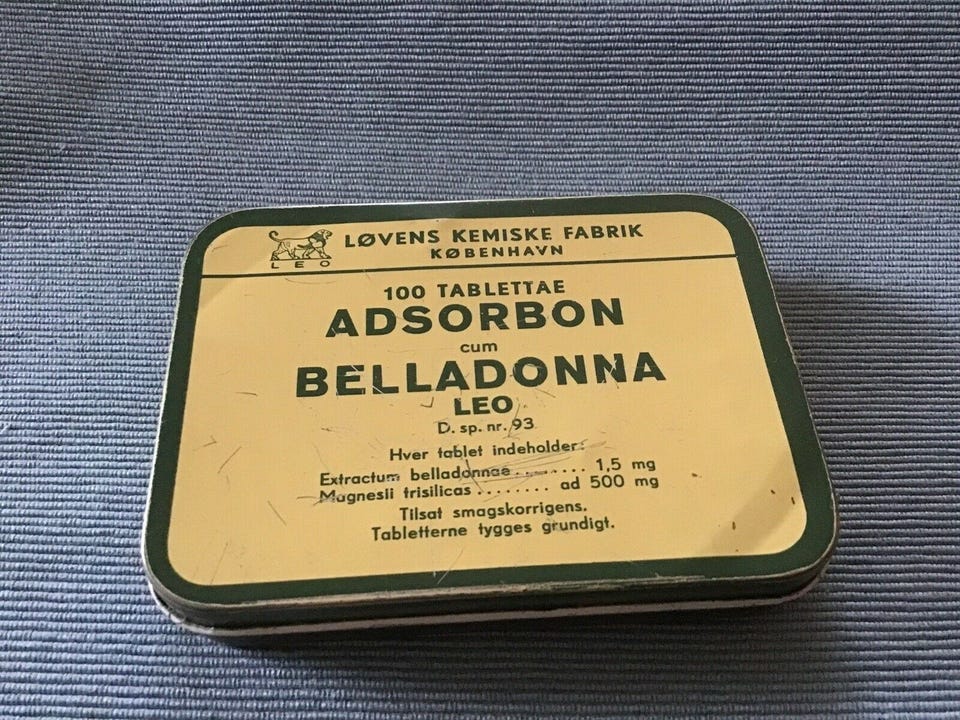 LØVENS KEMISKE FABRIK
KØBENHAVN
LEO
100 TABLETTAE
ADSORBON
cum
BELLADONNA
LEO
D. sp. nr. 93
Hver tablet indeholder:
Extractum belladonnae........ 1,5 mg
Magnesii trisilicas........ ad 500 mg
Tilsat smagskorrigens.
Tabletterne tygges grundigt.